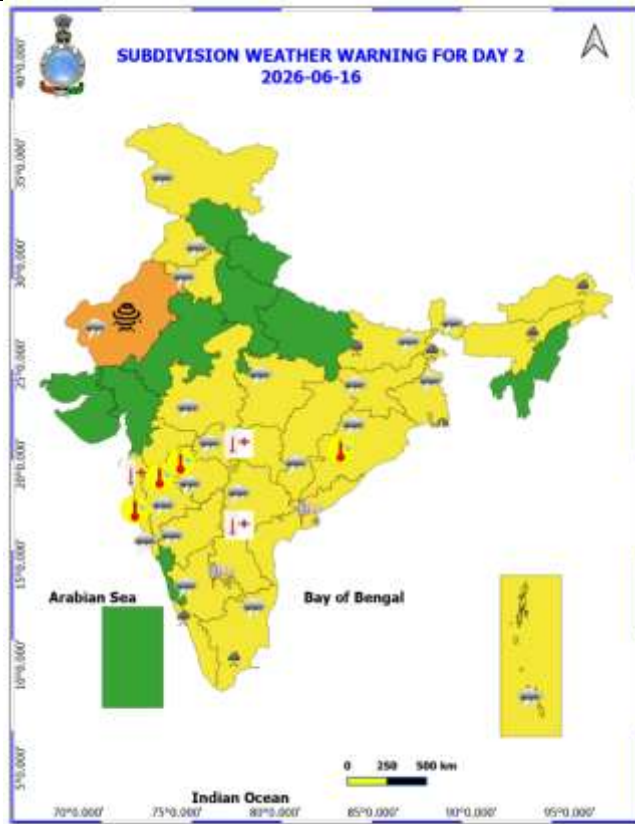 SUBDIVISION WEATHER WARNING FOR DAY 2
2026-06-16
40°0.000'
35°0.000'
30°0.000'
25°0.000'
20°0.000'
15°0.000'
10°0.000'
5°0.000'
Arabian Sea
Bay of Bengal
0 250 500 km
Indian Ocean
70°0.000' 75°0.000' 80°0.000' 85°0.000' 90°0.000' 95°0.000'